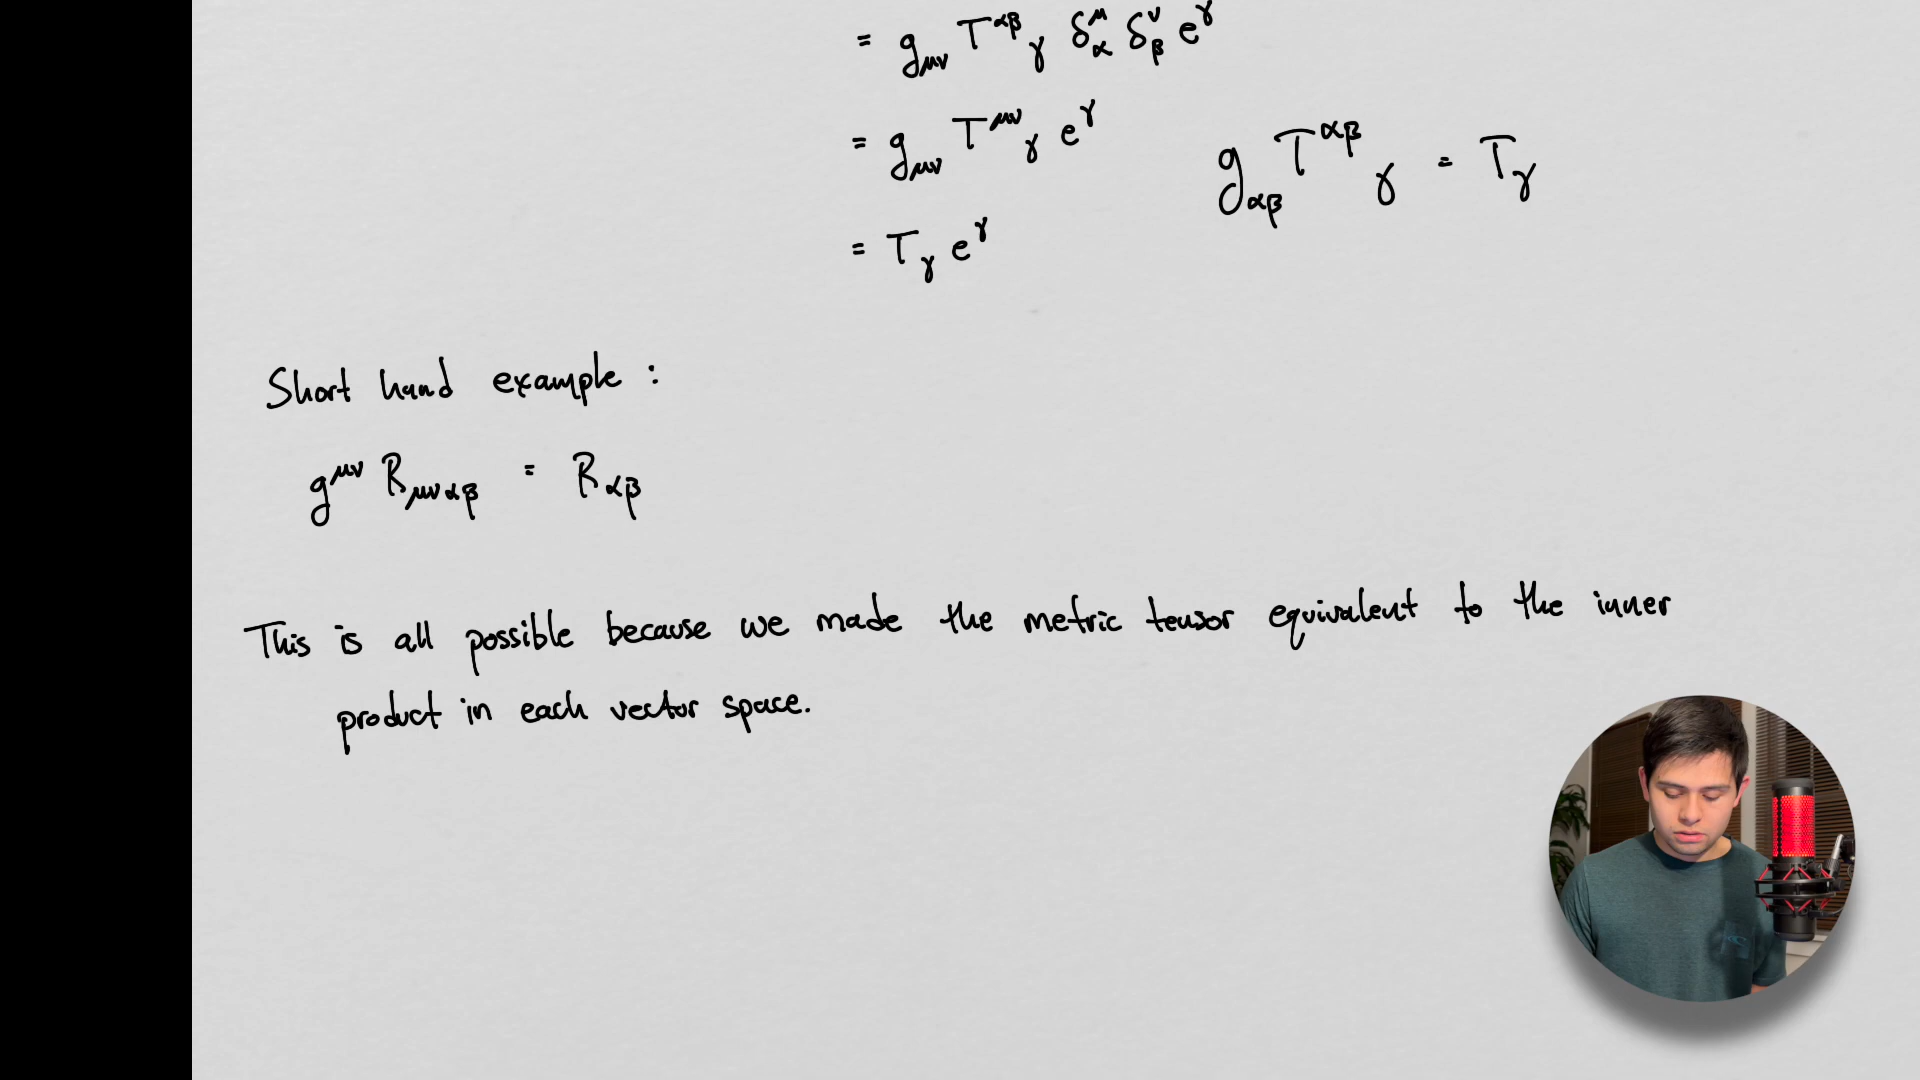 = g_μν T^αβ_γ δ^μ_α δ^ν_β e^γ
= g_μν T^μν_γ e^γ
g_αβ T^αβ_γ = T_γ
= T_γ e^γ
Short hand example :
g^μν R_μναβ = R_αβ
This is all possible because we made the metric tensor equivalent to the inner
product in each vector space.